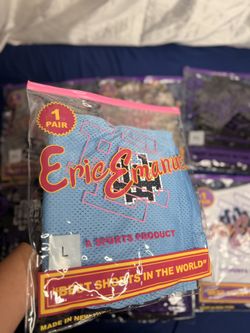 1
PAIR
Eric Emanuel
L
A SPORTS PRODUCT
"BEST SHORTS IN THE WORLD"
MADE IN NEW